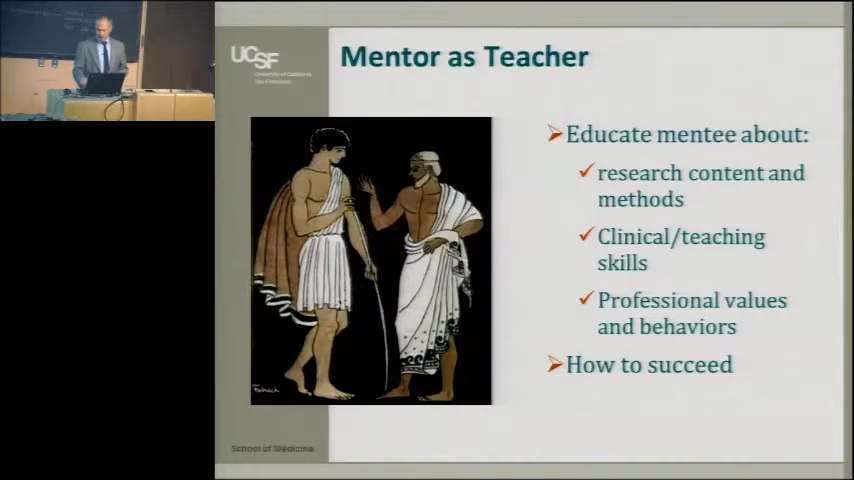 UCSF
University of California
San Francisco
Mentor as Teacher
Educate mentee about:
research content and
methods
Clinical/teaching
skills
Professional values
and behaviors
How to succeed
School of Medicine